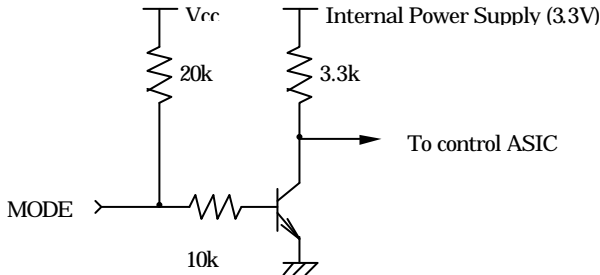 Vcc
Internal Power Supply (3.3V)
20k
3.3k
To control ASIC
MODE
10k